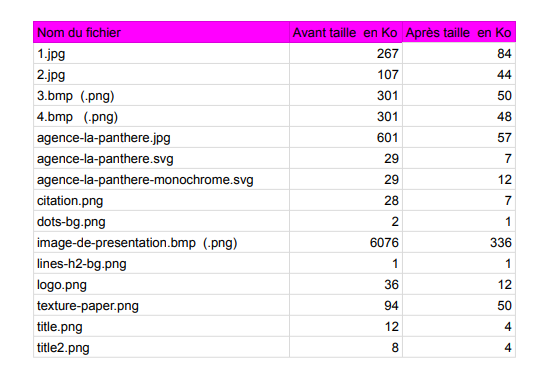 Nom du fichier Avant taille  en Ko Après taille  en Ko
1.jpg 267 84
2.jpg 107 44
3.bmp  (.png) 301 50
4.bmp   (.png) 301 48
agence-la-panthere.jpg 601 57
agence-la-panthere.svg 29 7
agence-la-panthere-monochrome.svg 29 12
citation.png 28 7
dots-bg.png 2 1
image-de-presentation.bmp  (.png) 6076 336
lines-h2-bg.png 1 1
logo.png 36 12
texture-paper.png 94 50
title.png 12 4
title2.png 8 4